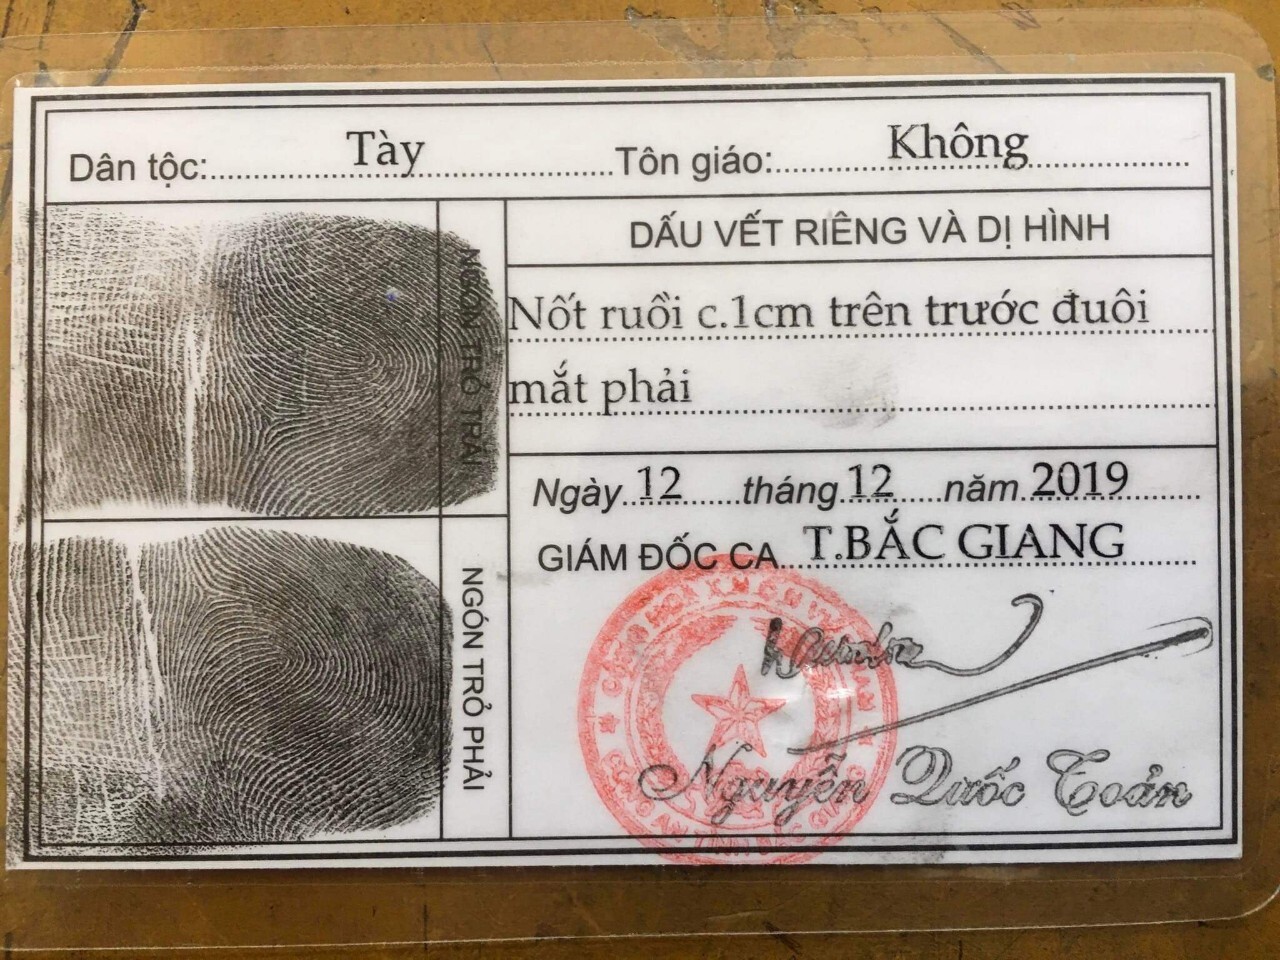 Dân tộc: Tày Tôn giáo: Không
NGÓN TRỎ TRÁI
NGÓN TRỎ PHẢI
DẤU VẾT RIÊNG VÀ DỊ HÌNH
Nốt ruồi c.1cm trên trước đuôi
mắt phải
Ngày 12 tháng 12 năm 2019
GIÁM ĐỐC CA T.BẮC GIANG
Nguyễn Quốc Toản